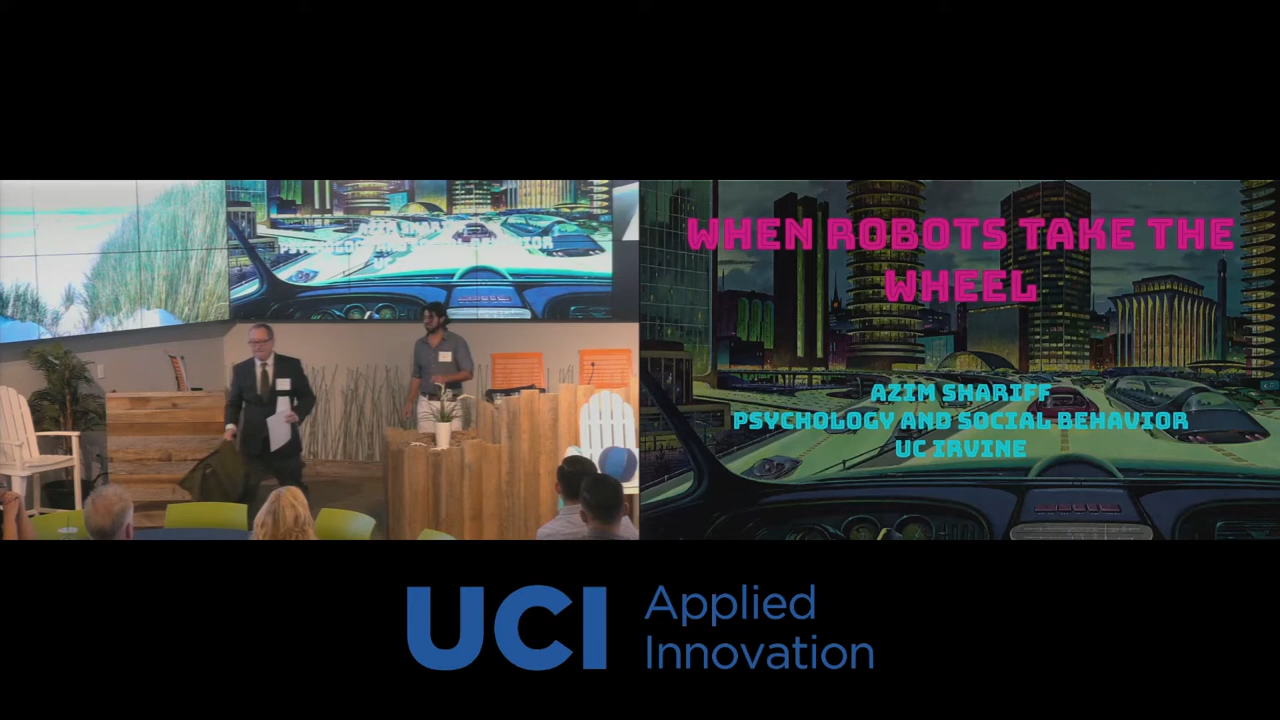 WHEN ROBOTS TAKE THE
WHEEL
AZIM SHARIFF
PSYCHOLOGY AND SOCIAL BEHAVIOR
UC IRVINE
UCI Applied
Innovation